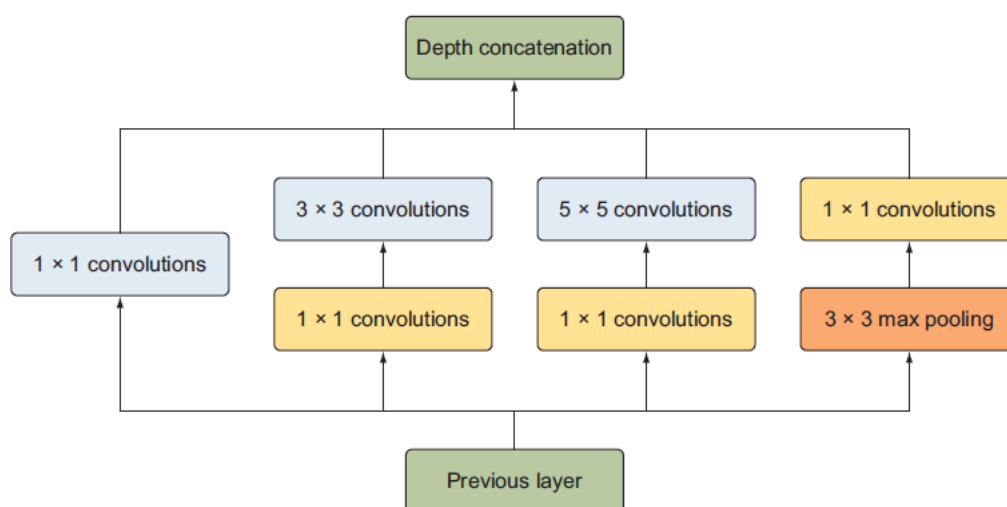 Depth concatenation
3 × 3 convolutions
5 × 5 convolutions
1 × 1 convolutions
1 × 1 convolutions
1 × 1 convolutions
1 × 1 convolutions
3 × 3 max pooling
Previous layer